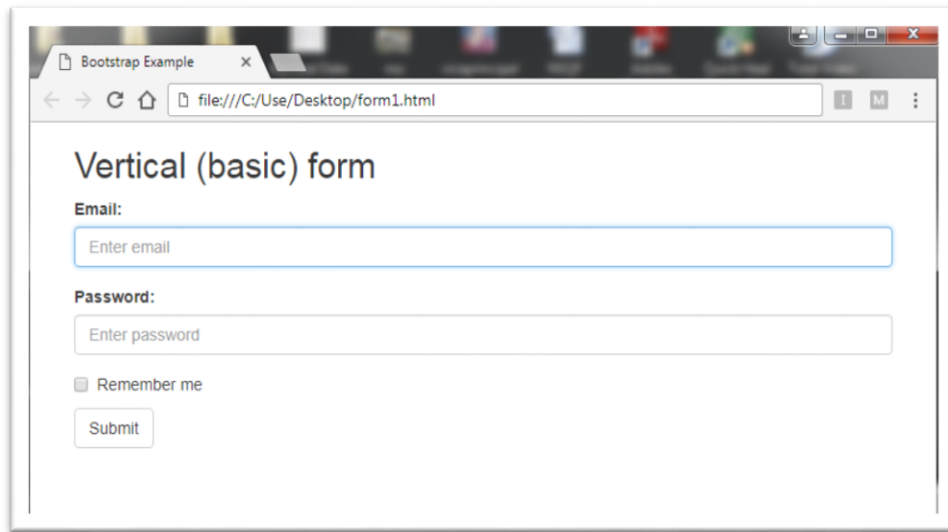 Bootstrap Example
file:///C:/Use/Desktop/form1.html
I M
Vertical (basic) form
Email:
Enter email
Password:
Enter password
Remember me
Submit